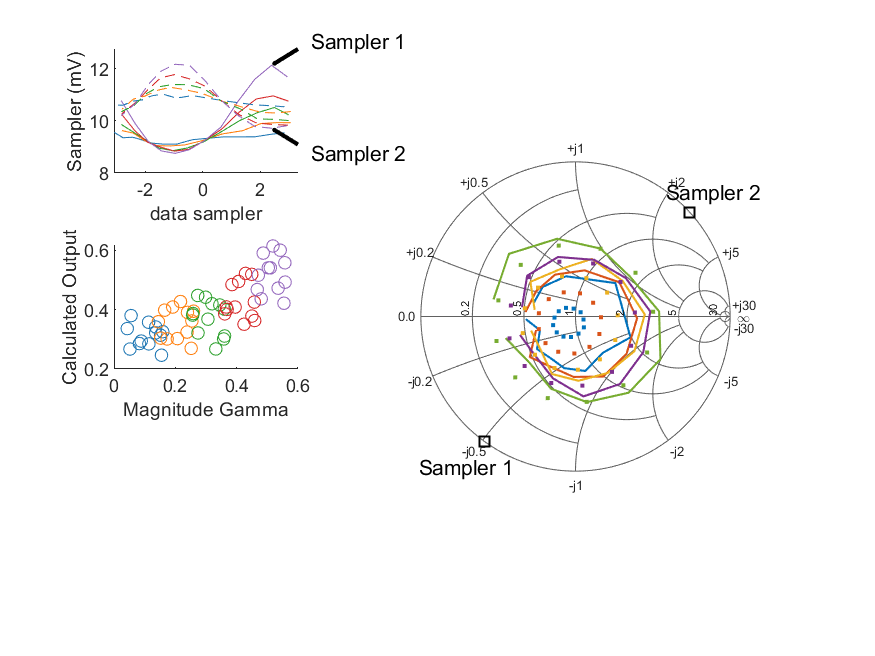 Sampler 1
Sampler (mV)
12
10
8
-2 0 2
data sampler
Sampler 2
Calculated Output
0.6
0.4
0.2
0 0.2 0.4 0.6
Magnitude Gamma
+j1
+j0.5
+j2
Sampler 2
+j0.2
+j5
0.0
0.2
0.5
1
2
5
30
+j30
∞
-j30
-j0.2
-j5
-j0.5
-j2
Sampler 1
-j1